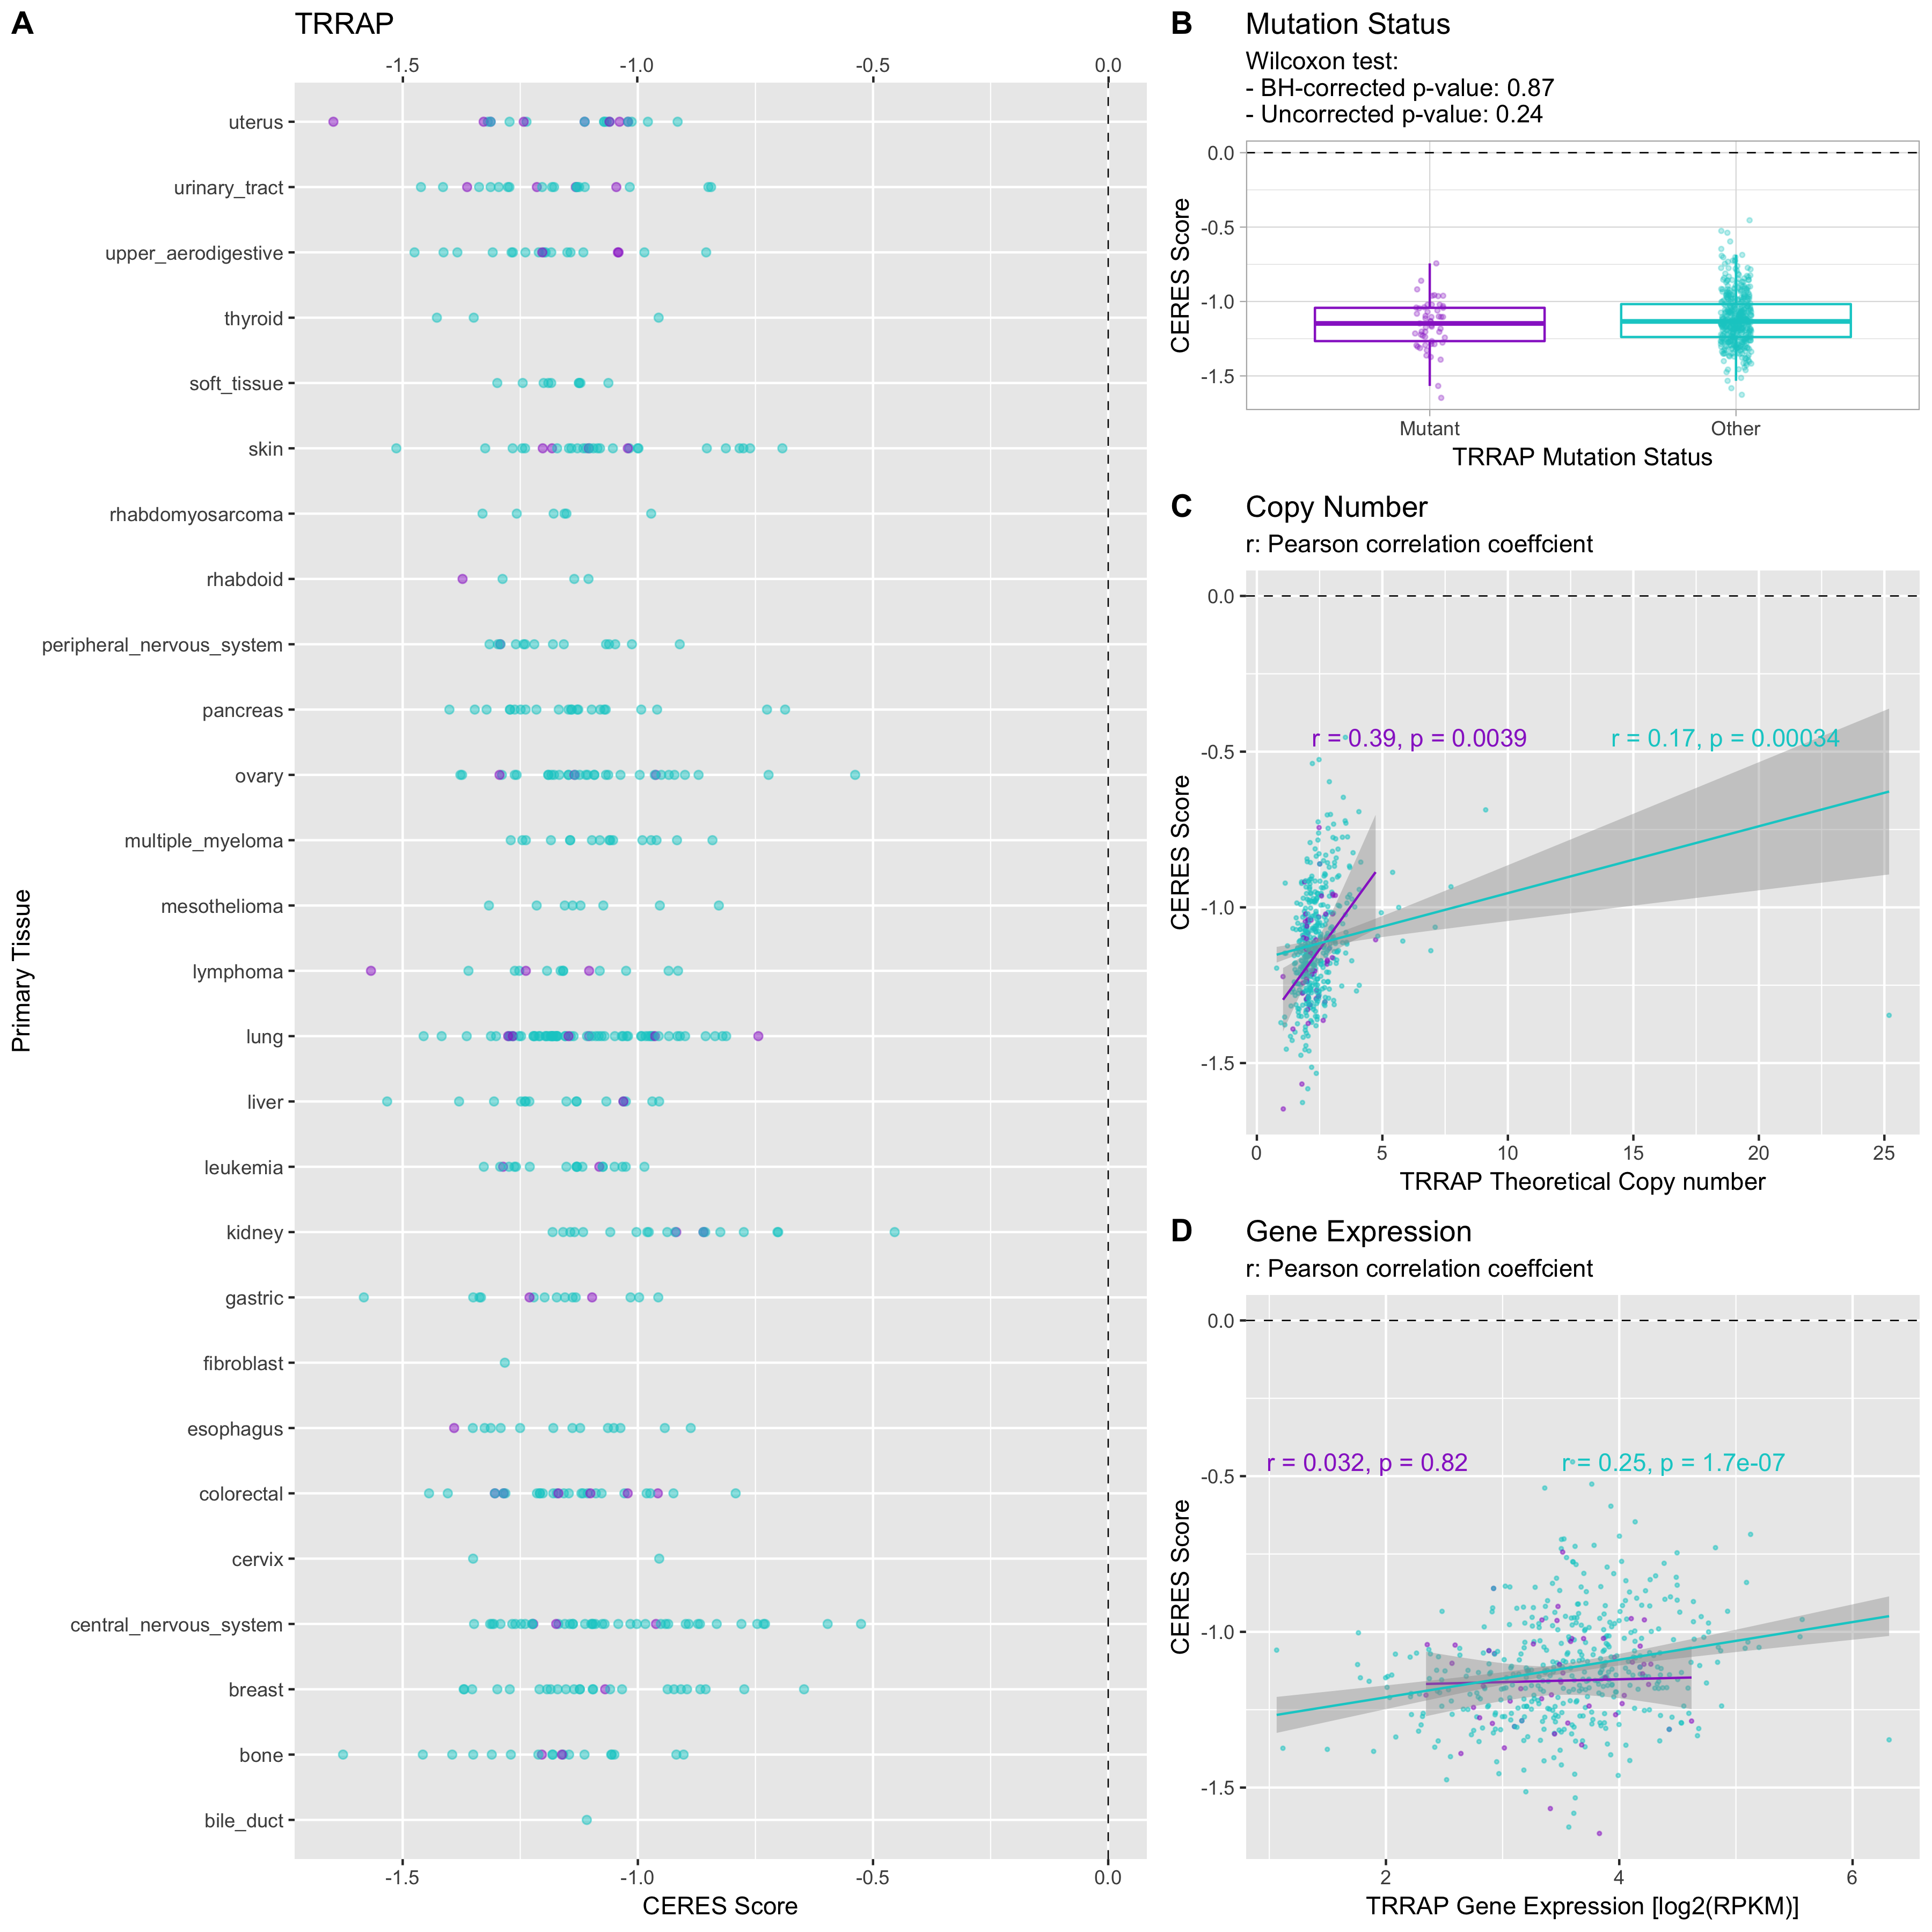 A
TRRAP
-1.5
-1.0
-0.5
0.0
uterus
urinary_tract
upper_aerodigestive
thyroid
soft_tissue
skin
rhabdomyosarcoma
rhabdoid
peripheral_nervous_system
pancreas
ovary
multiple_myeloma
mesothelioma
lymphoma
lung
liver
leukemia
kidney
gastric
fibroblast
esophagus
colorectal
cervix
central_nervous_system
breast
bone
bile_duct
Primary Tissue
-1.5
-1.0
-0.5
0.0
CERES Score
B
Mutation Status
Wilcoxon test:
- BH-corrected p-value: 0.87
- Uncorrected p-value: 0.24
0.0
-0.5
-1.0
-1.5
CERES Score
Mutant
Other
TRRAP Mutation Status
C
Copy Number
r: Pearson correlation coeffcient
0.0
-0.5
-1.0
-1.5
CERES Score
r = 0.39, p = 0.0039
r = 0.17, p = 0.00034
0
5
10
15
20
25
TRRAP Theoretical Copy number
D
Gene Expression
r: Pearson correlation coeffcient
0.0
-0.5
-1.0
-1.5
CERES Score
r = 0.032, p = 0.82
r = 0.25, p = 1.7e-07
2
4
6
TRRAP Gene Expression [log2(RPKM)]